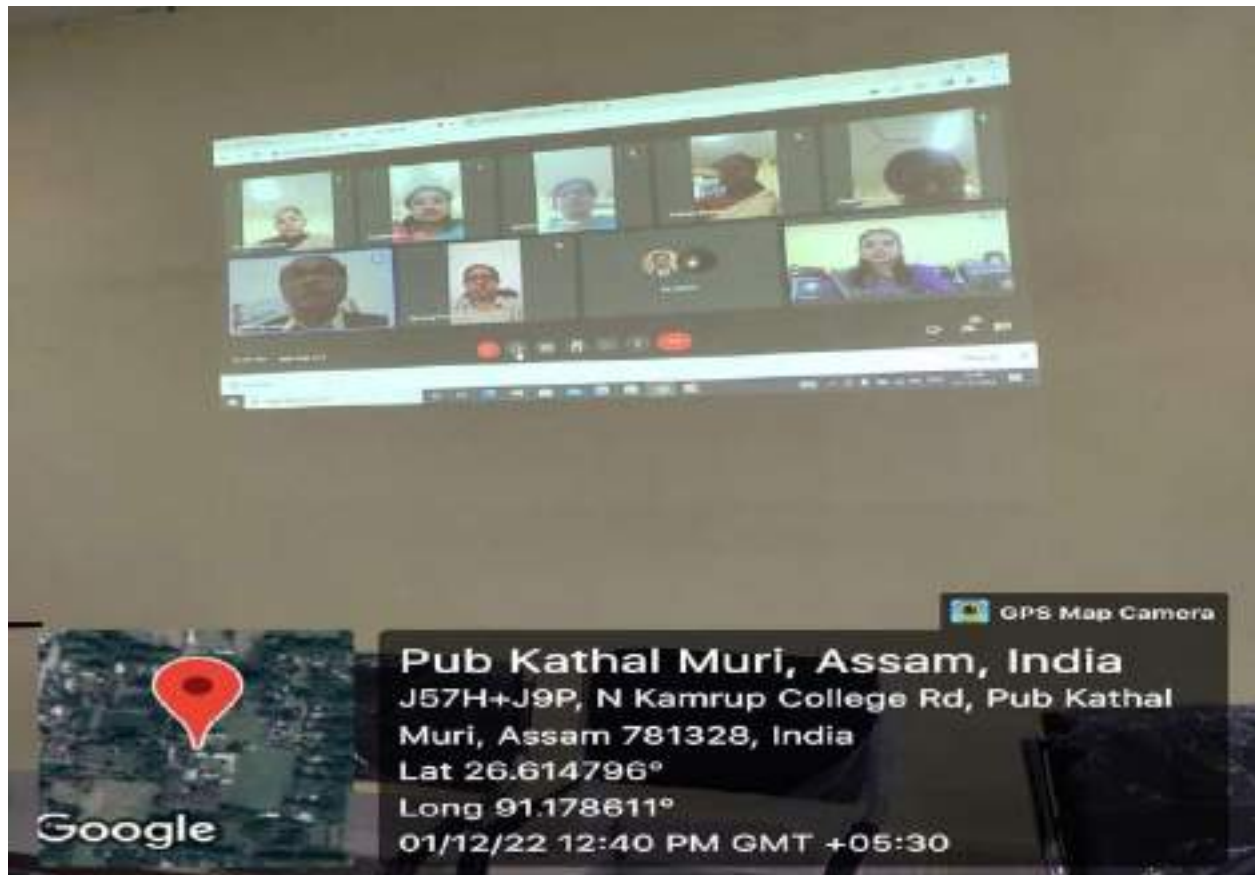 GPS Map Camera
Pub Kathal Muri, Assam, India
J57H+J9P, N Kamrup College Rd, Pub Kathal
Muri, Assam 781328, India
Lat 26.614796°
Long 91.178611°
01/12/22 12:40 PM GMT +05:30
Google